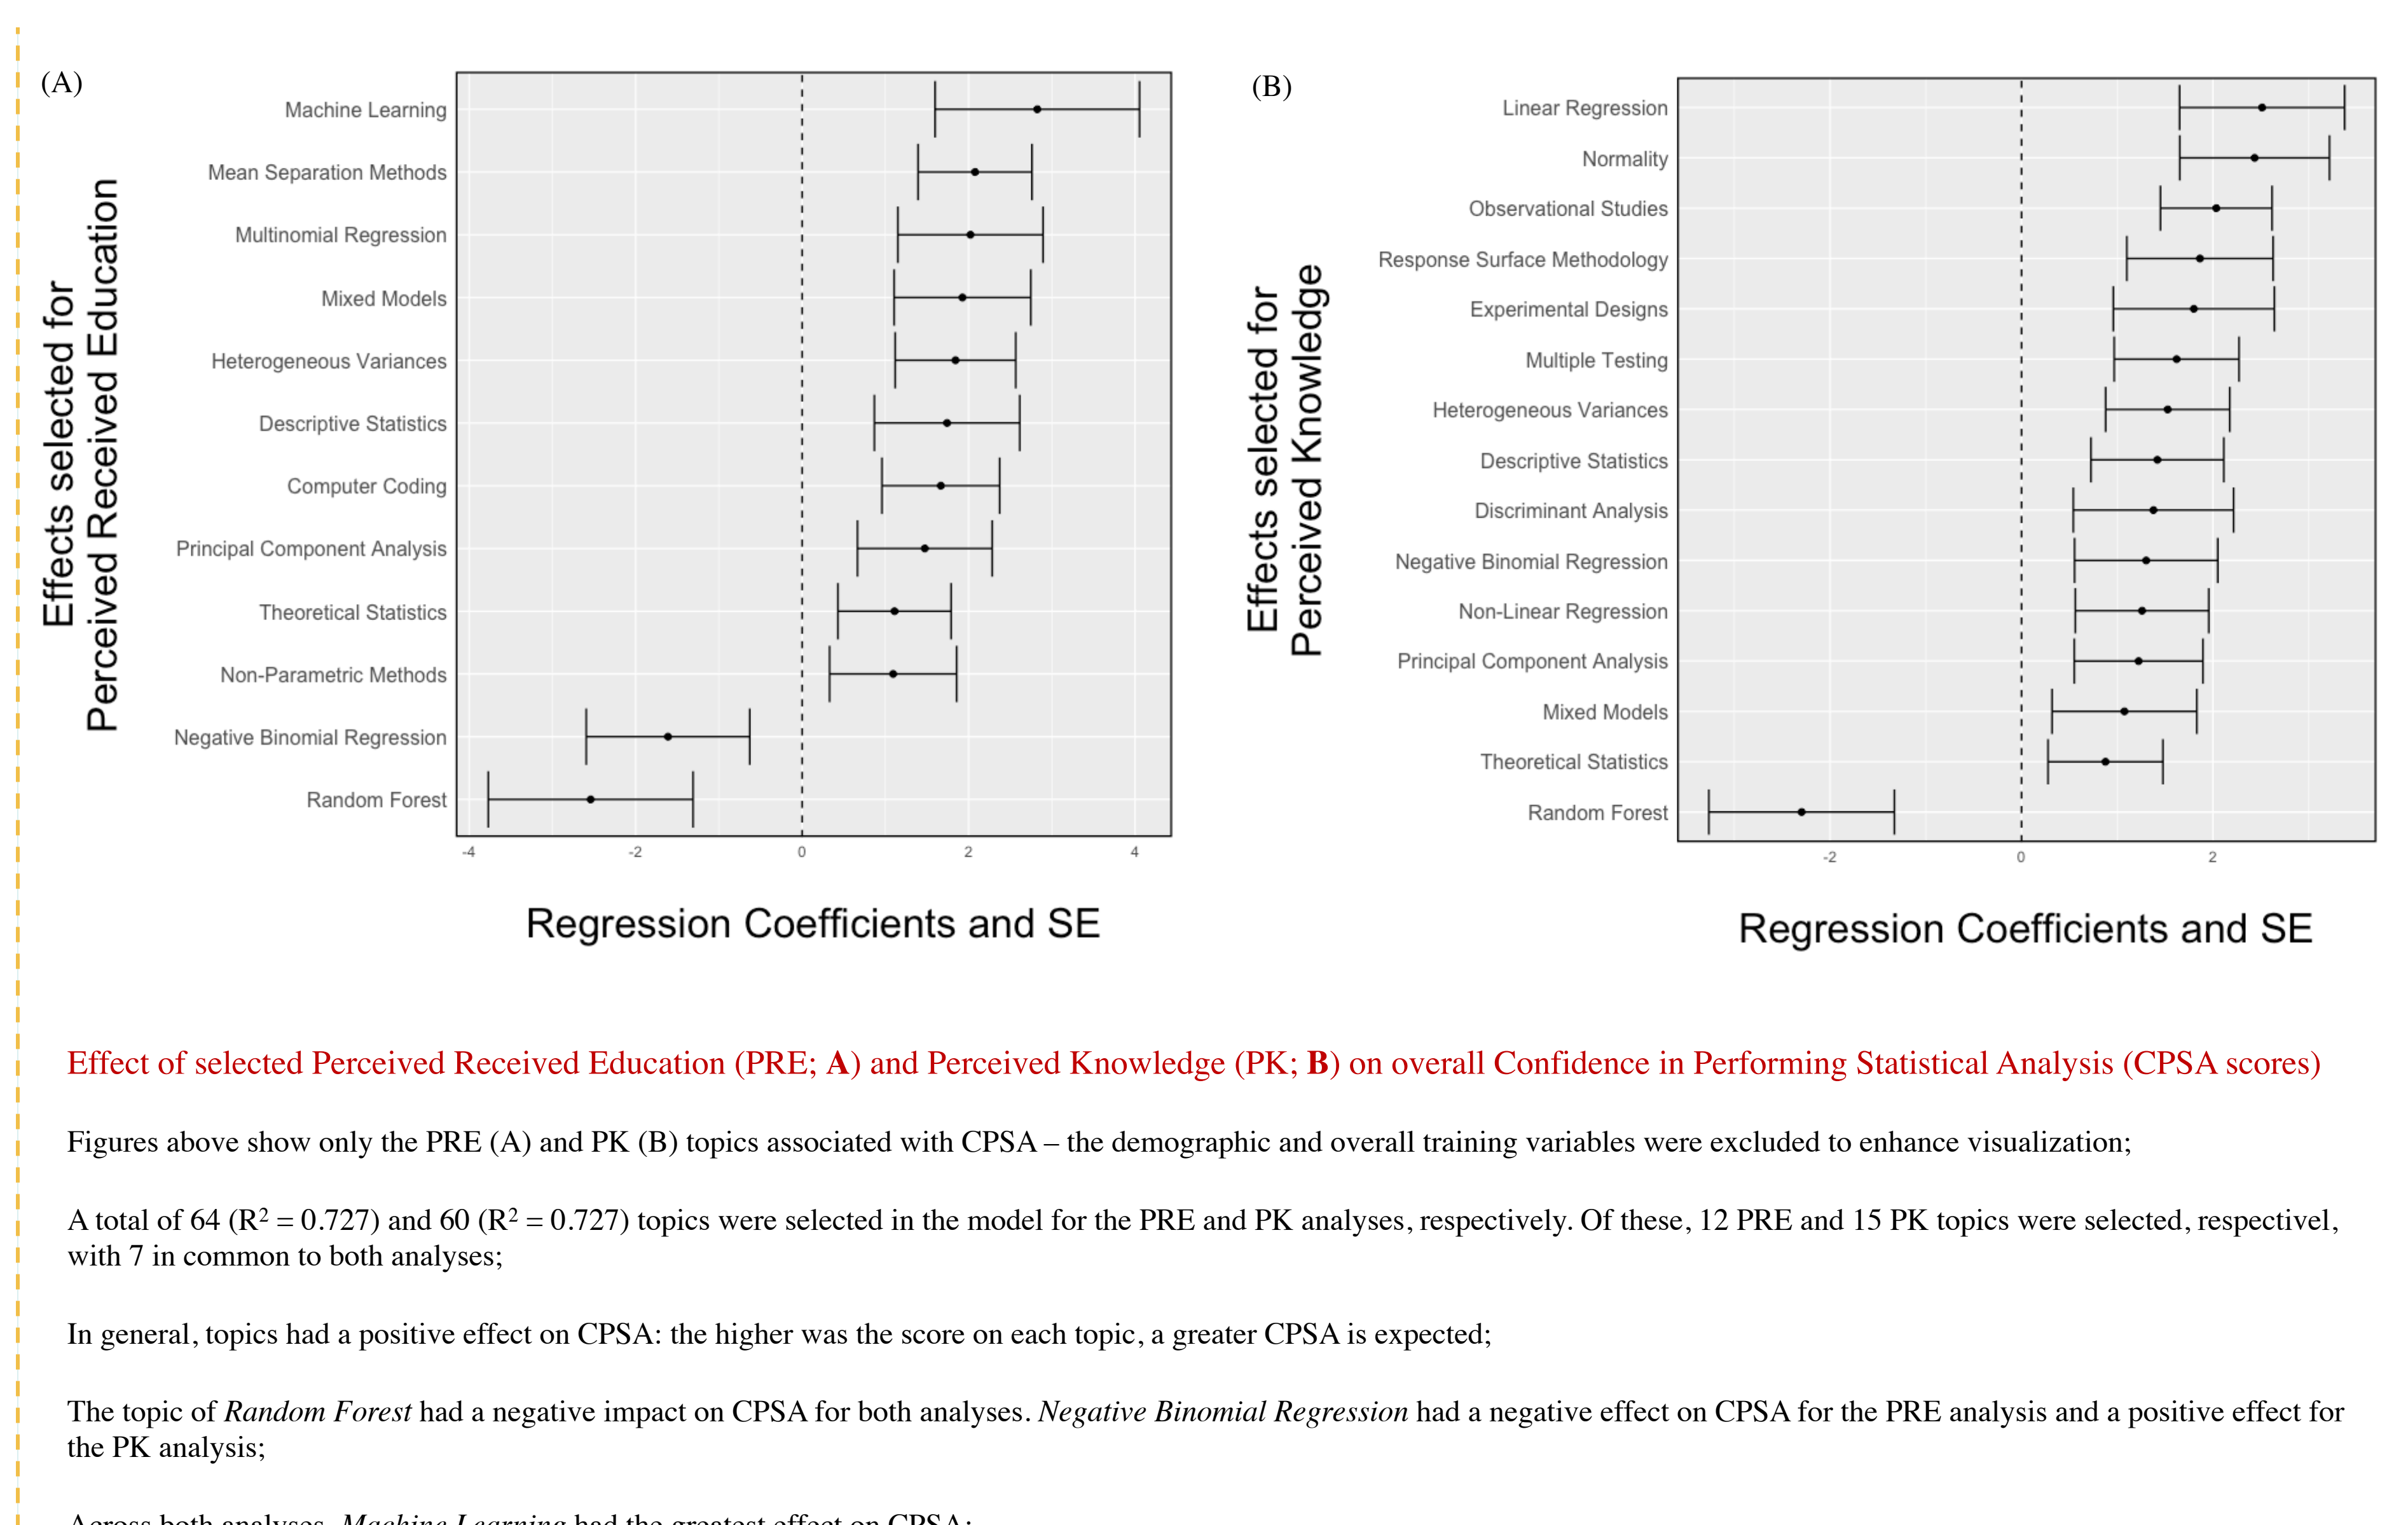 (A)
Effects selected for
Perceived Received Education
Machine Learning
Mean Separation Methods
Multinomial Regression
Mixed Models
Heterogeneous Variances
Descriptive Statistics
Computer Coding
Principal Component Analysis
Theoretical Statistics
Non-Parametric Methods
Negative Binomial Regression
Random Forest
-4 -2 0 2 4
Regression Coefficients and SE
(B)
Effects selected for
Perceived Knowledge
Linear Regression
Normality
Observational Studies
Response Surface Methodology
Experimental Designs
Multiple Testing
Heterogeneous Variances
Descriptive Statistics
Discriminant Analysis
Negative Binomial Regression
Non-Linear Regression
Principal Component Analysis
Mixed Models
Theoretical Statistics
Random Forest
-2 0 2
Regression Coefficients and SE
Effect of selected Perceived Received Education (PRE; A) and Perceived Knowledge (PK; B) on overall Confidence in Performing Statistical Analysis (CPSA scores)
Figures above show only the PRE (A) and PK (B) topics associated with CPSA – the demographic and overall training variables were excluded to enhance visualization;
A total of 64 (R² = 0.727) and 60 (R² = 0.727) topics were selected in the model for the PRE and PK analyses, respectively. Of these, 12 PRE and 15 PK topics were selected, respectivel,
with 7 in common to both analyses;
In general, topics had a positive effect on CPSA: the higher was the score on each topic, a greater CPSA is expected;
The topic of Random Forest had a negative impact on CPSA for both analyses. Negative Binomial Regression had a negative effect on CPSA for the PRE analysis and a positive effect for
the PK analysis;
Across both analyses, Machine Learning had the greatest effect on CPSA;